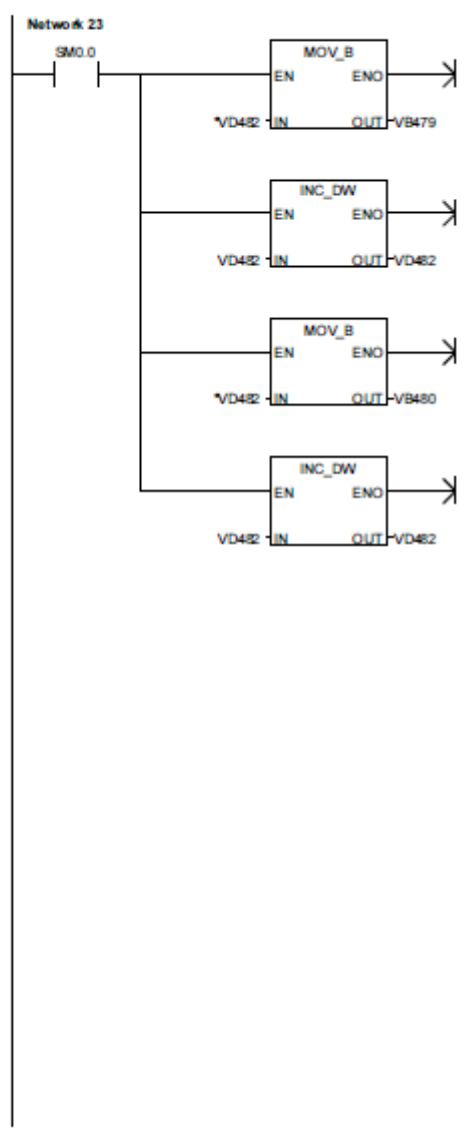 Network 23
SM0.0
MOV_B
EN ENO
*VD482 IN OUT VB479
INC_DW
EN ENO
VD482 IN OUT VD482
MOV_B
EN ENO
*VD482 IN OUT VB480
INC_DW
EN ENO
VD482 IN OUT VD482